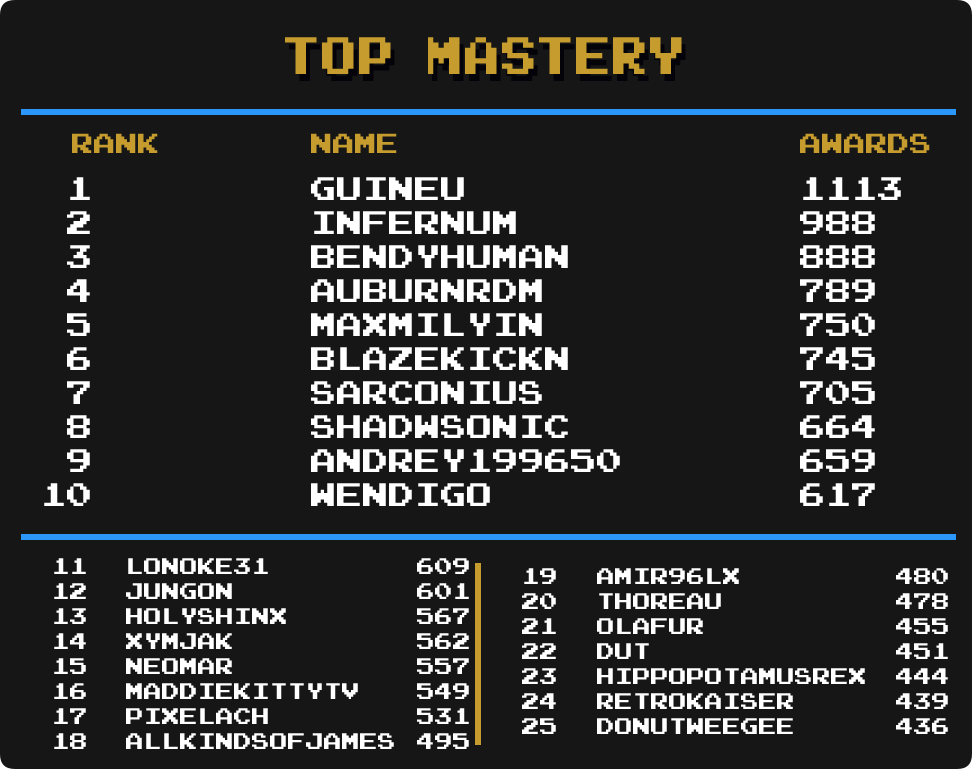 TOP MASTERY
RANK NAME AWARDS
1 GUINEU 1113
2 INFERNUM 988
3 BENDYHUMAN 888
4 AUBURNRDM 789
5 MAXMILYIN 750
6 BLAZEKICKN 745
7 SARCONIUS 705
8 SHADWSONIC 664
9 ANDREY199650 659
10 WENDIGO 617
11 LONOKE31 609
12 JUNGON 601
13 HOLYSHINX 567
14 XYMJAK 562
15 NEOMAR 557
16 MADDIEKITTYTV 549
17 PIXELACH 531
18 ALLKINDSOFJAMES 495
19 AMIR96LX 480
20 THOREAU 478
21 OLAFUR 455
22 DUT 451
23 HIPPOPOTAMUSREX 444
24 RETROKAISER 439
25 DONUTWEEGEE 436